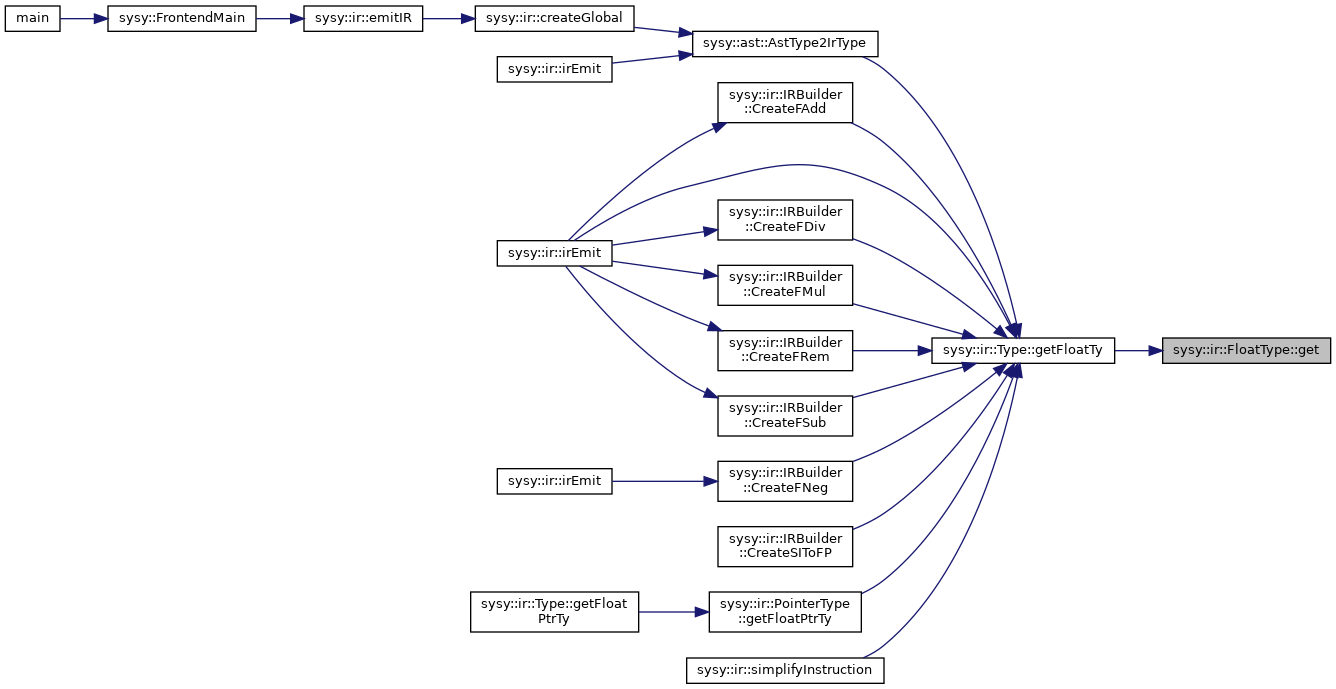 main
sysy::FrontendMain
sysy::ir::emitIR
sysy::ir::createGlobal
sysy::ast::AstType2IrType
sysy::ir::irEmit
sysy::ir::IRBuilder
::CreateFAdd
sysy::ir::IRBuilder
::CreateFDiv
sysy::ir::irEmit
sysy::ir::IRBuilder
::CreateFMul
sysy::ir::IRBuilder
::CreateFRem
sysy::ir::Type::getFloatTy
sysy::ir::FloatType::get
sysy::ir::IRBuilder
::CreateFSub
sysy::ir::irEmit
sysy::ir::IRBuilder
::CreateFNeg
sysy::ir::IRBuilder
::CreateSIToFP
sysy::ir::Type::getFloat
PtrTy
sysy::ir::PointerType
::getFloatPtrTy
sysy::ir::simplifyInstruction